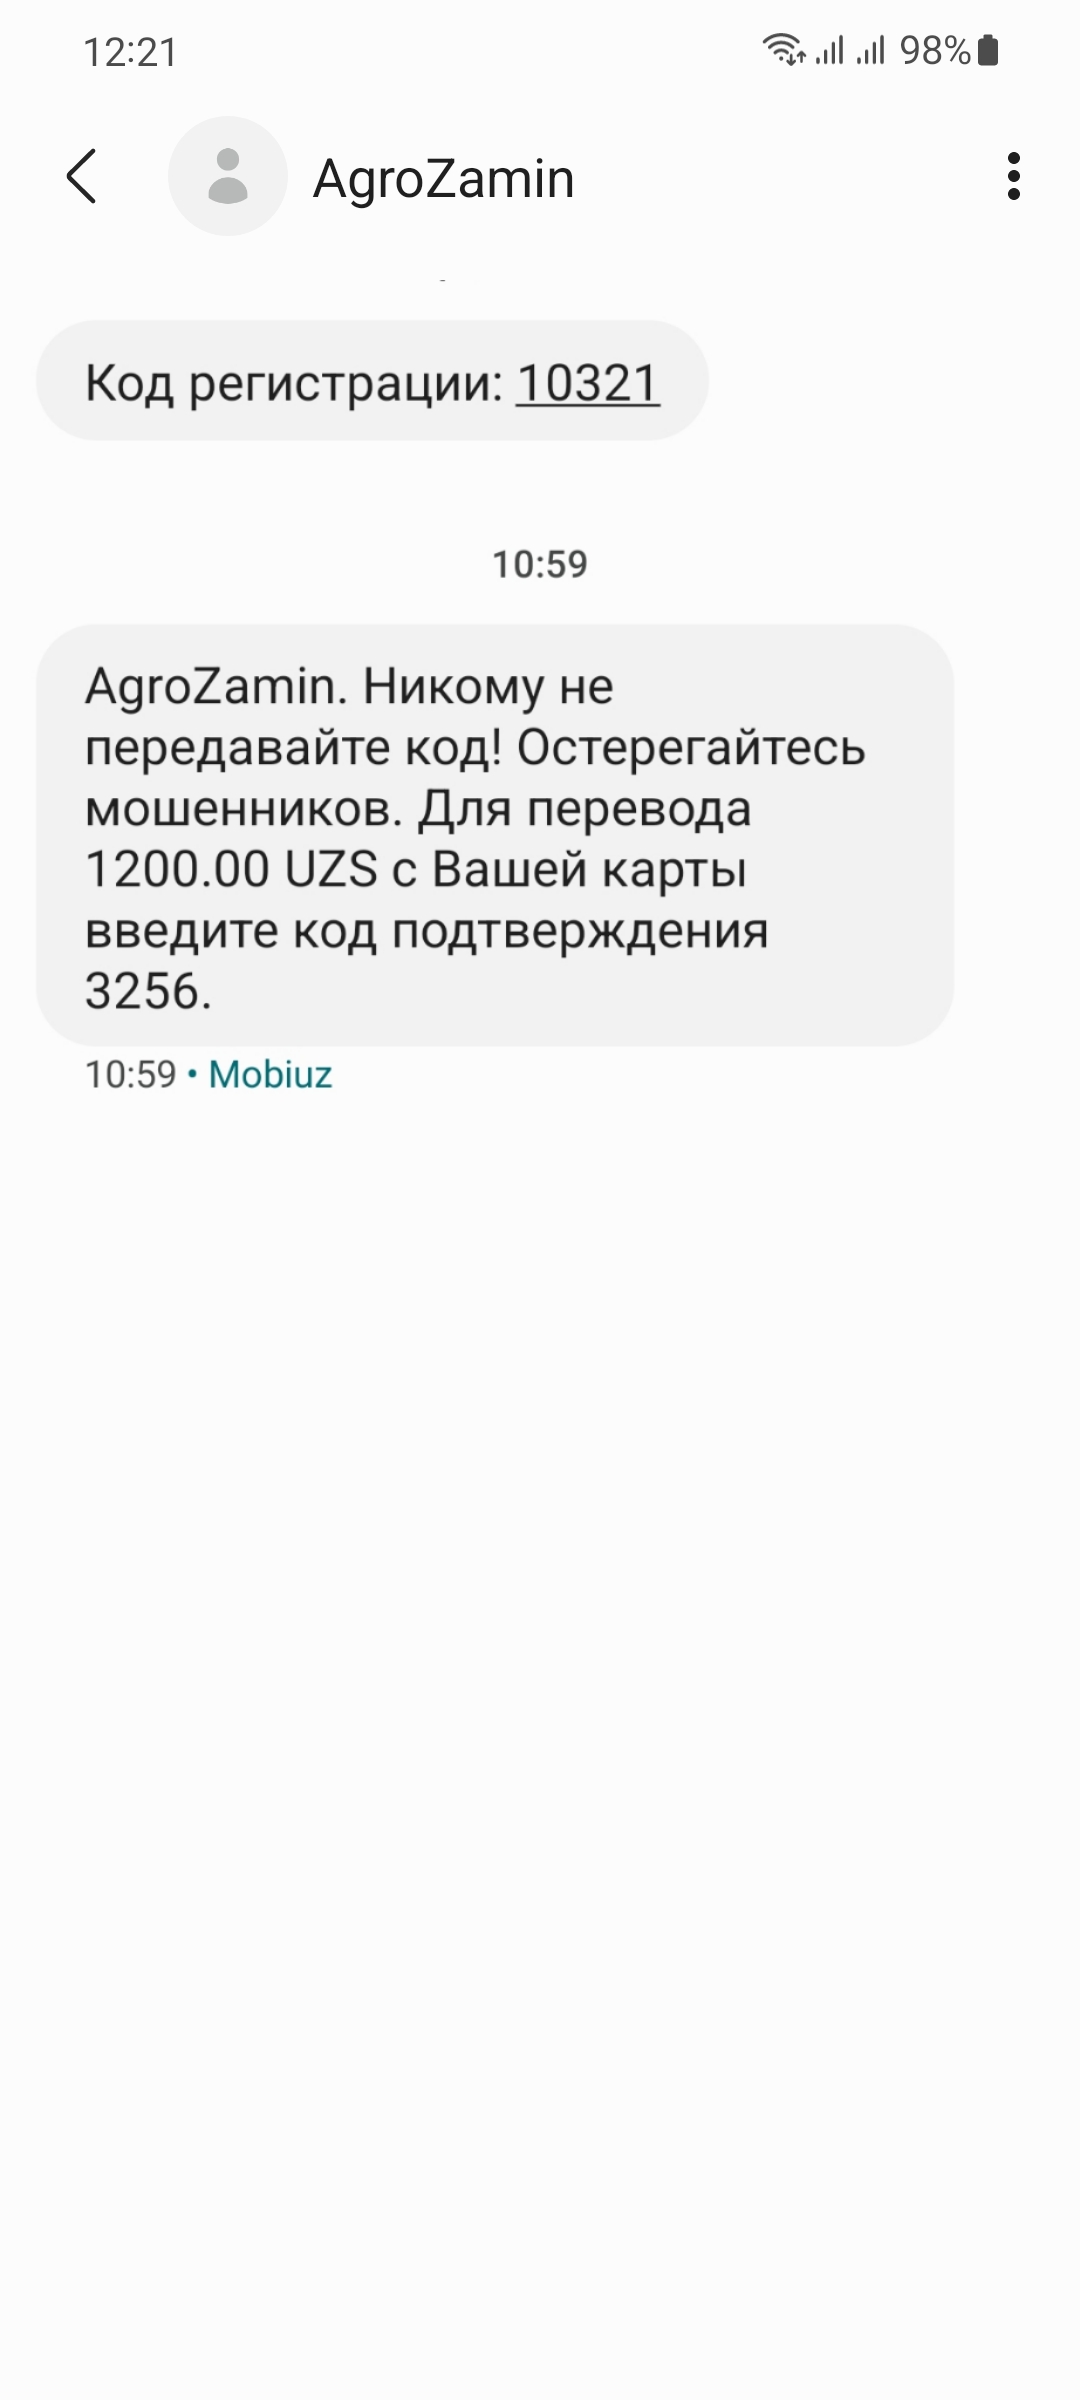 12:21
98%
AgroZamin
Код регистрации: 10321
10:59
AgroZamin. Никому не
передавайте код! Остерегайтесь
мошенников. Для перевода
1200.00 UZS с Вашей карты
введите код подтверждения
3256.
10:59 • Mobiuz